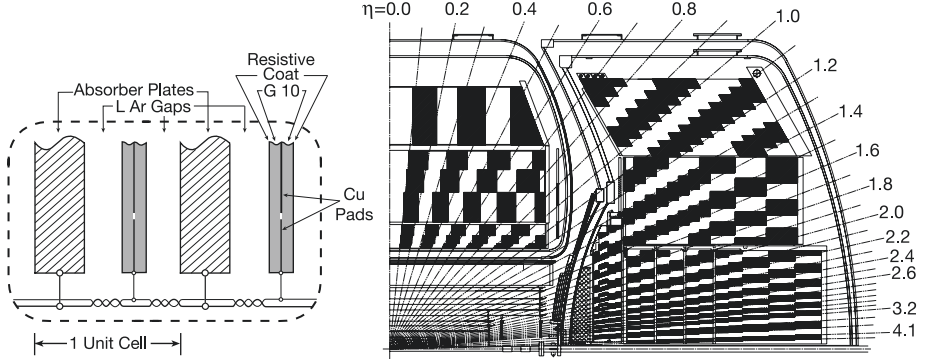 Resistive
Coat
G 10
Absorber Plates
L Ar Gaps
Cu
Pads
1 Unit Cell
η=0.0
0.2
0.4
0.6
0.8
1.0
1.2
1.4
1.6
1.8
2.0
2.2
2.4
2.6
3.2
4.1